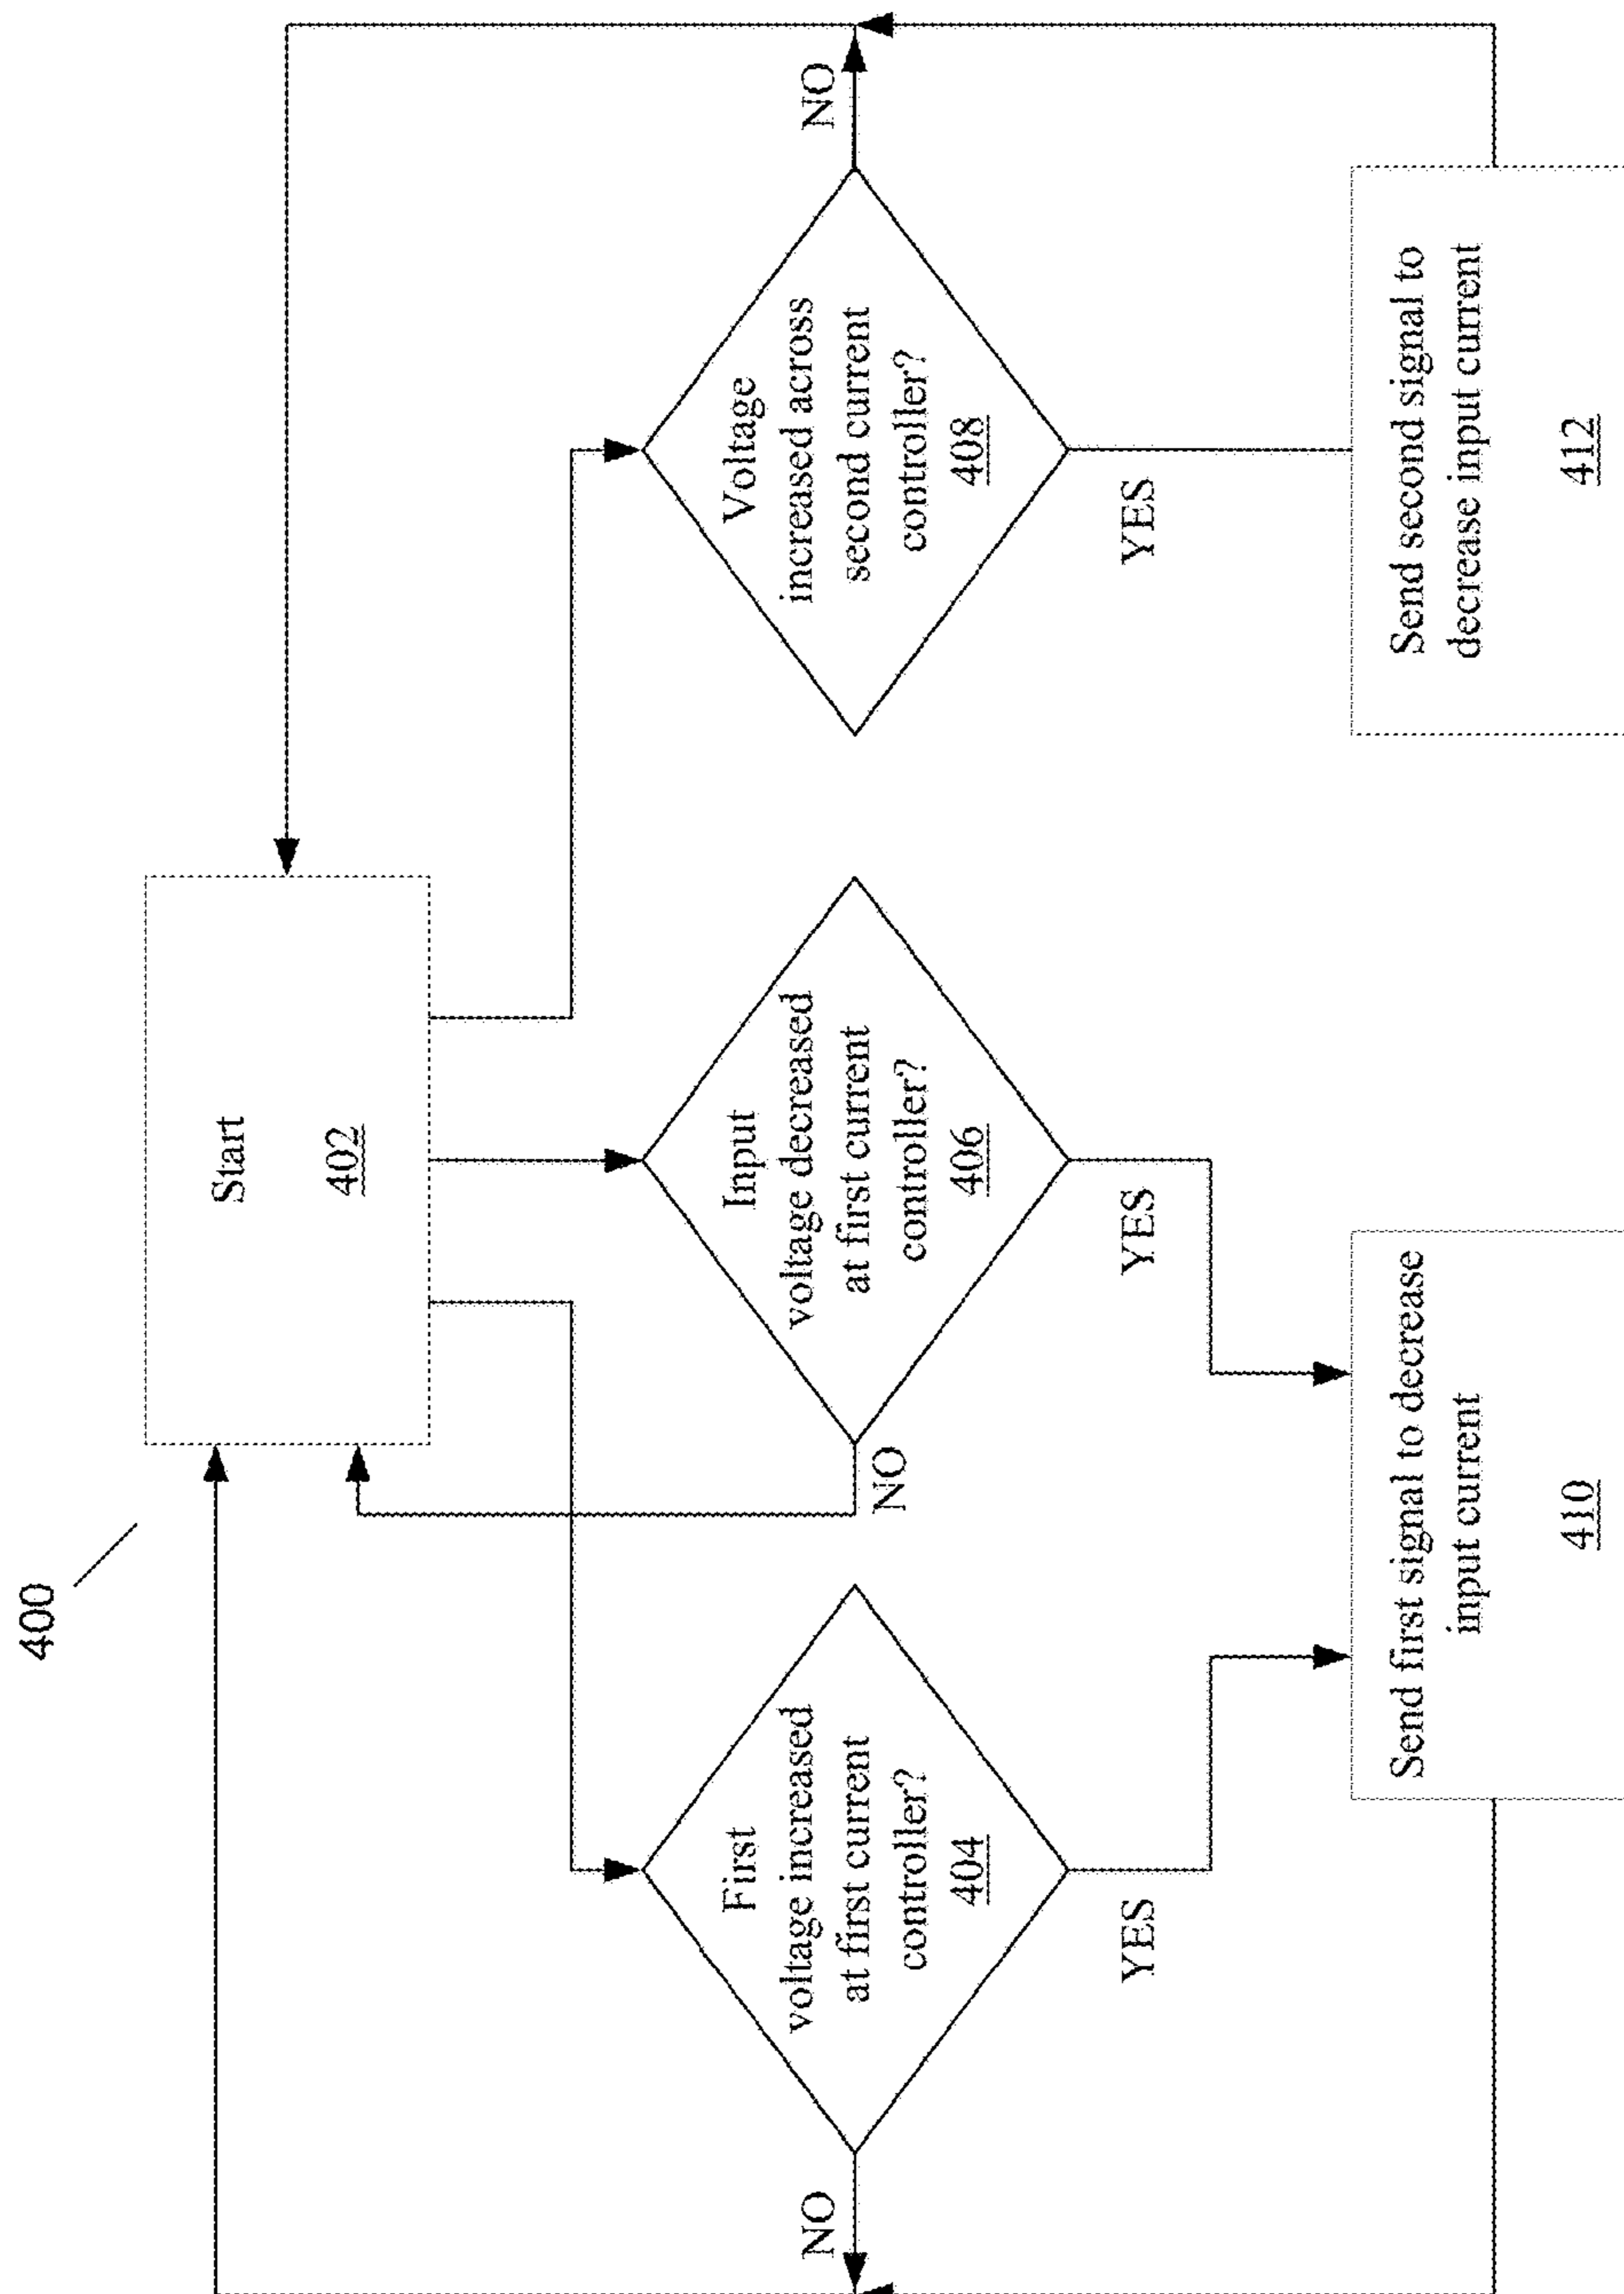 400
Start
402
First
voltage increased
at first current
controller?
404
Input
voltage decreased
at first current
controller?
406
Voltage
increased across
second current
controller?
408
NO
NO
NO
YES
YES
YES
Send first signal to decrease
input current
410
Send second signal to
decrease input current
412